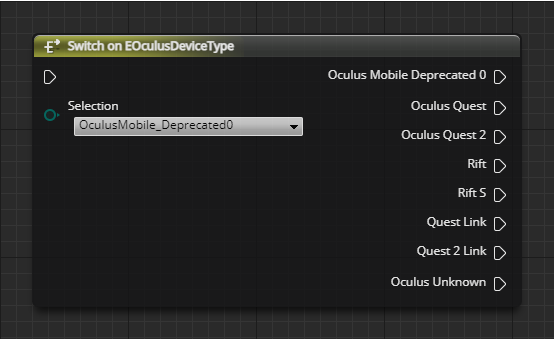 Switch on EOculusDeviceType
Oculus Mobile Deprecated 0
Selection
OculusMobile_Deprecated0
Oculus Quest
Oculus Quest 2
Rift
Rift S
Quest Link
Quest 2 Link
Oculus Unknown